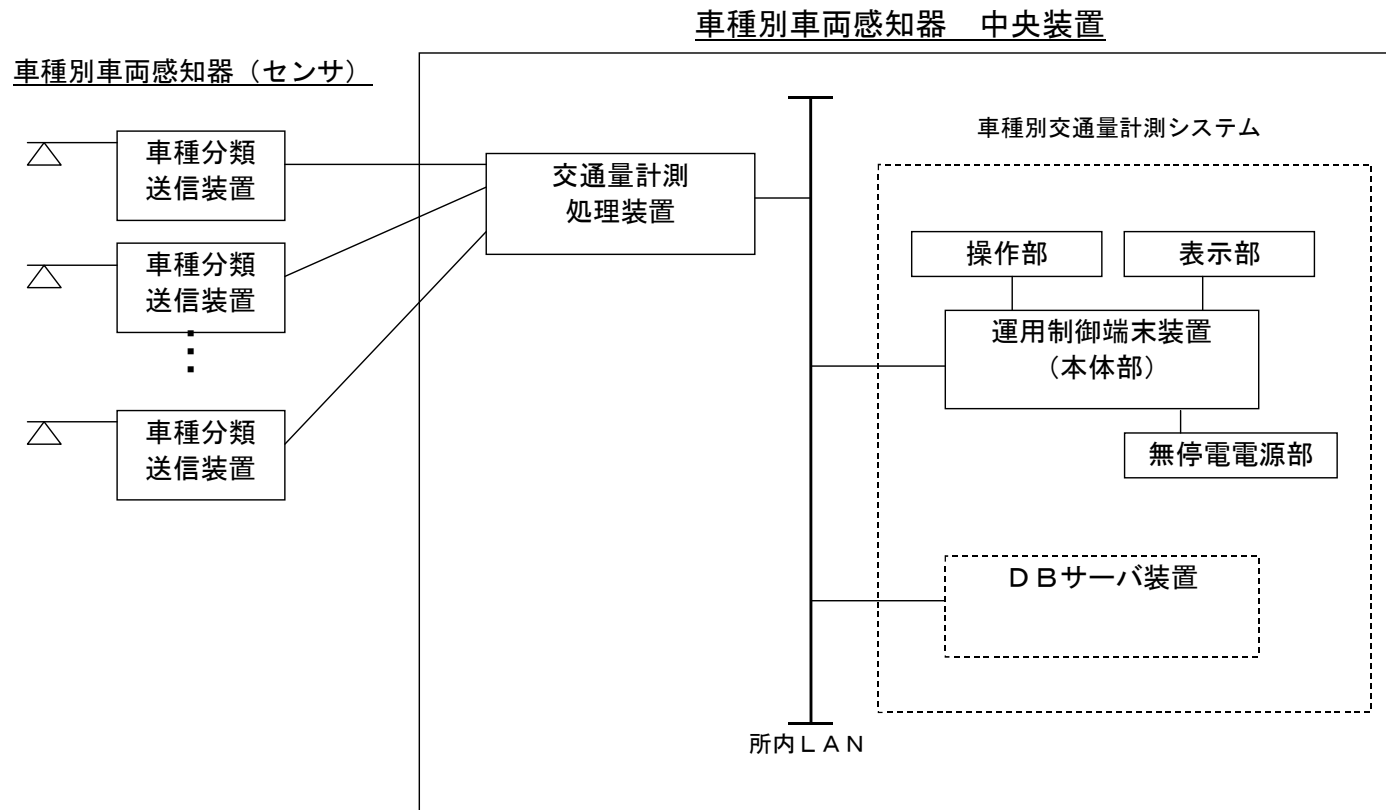 車種別車両感知器　中央装置
車種別車両感知器（センサ）
車種分類
送信装置
車種分類
送信装置
車種分類
送信装置
交通量計測
処理装置
車種別交通量計測システム
操作部
表示部
運用制御端末装置
（本体部）
無停電電源部
ＤＢサーバ装置
所内ＬＡＮ